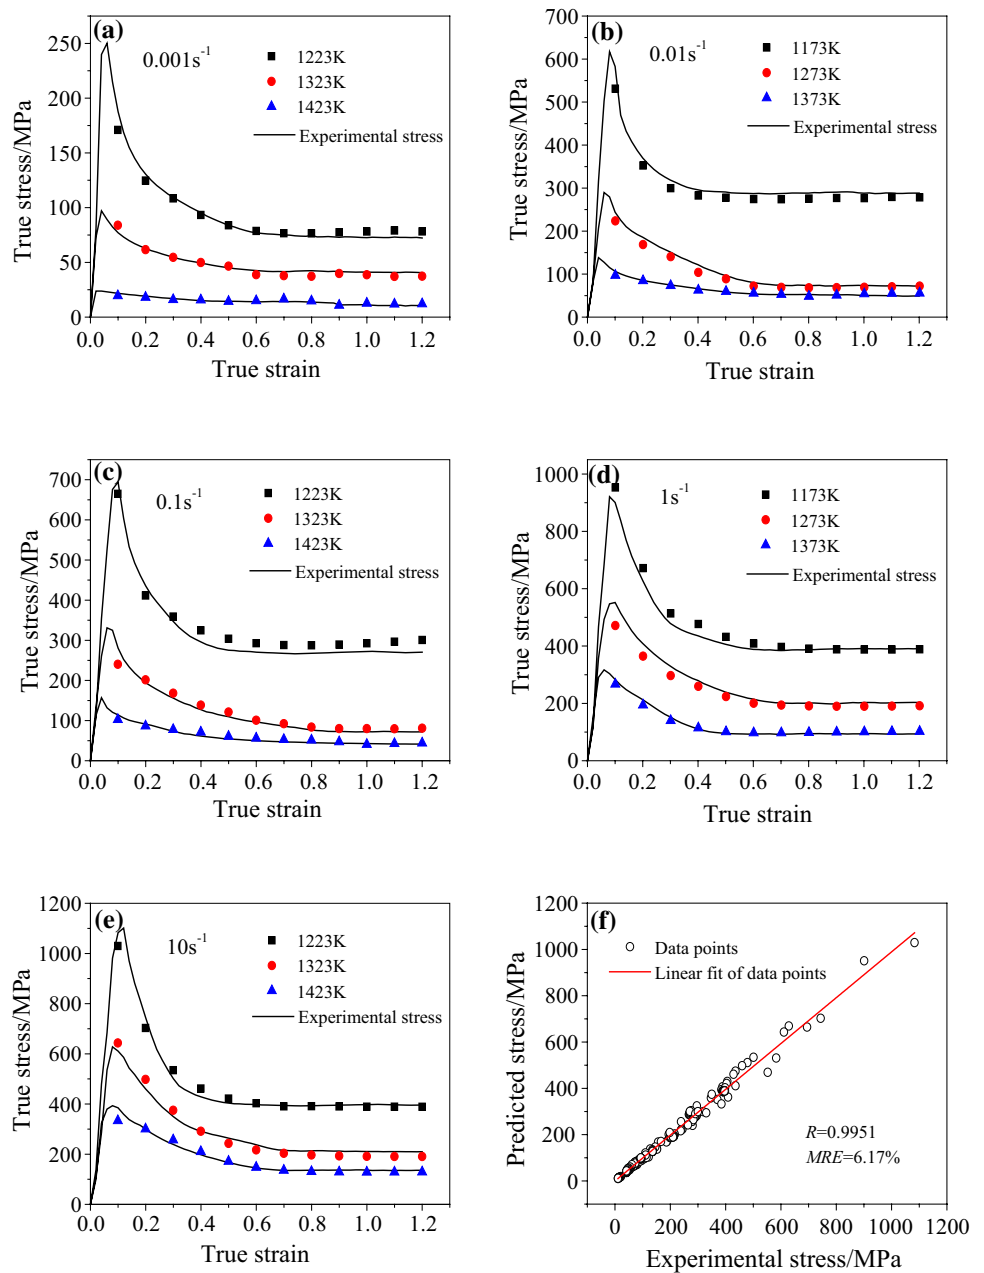 (a)
0.001s-1
1223K
1323K
1423K
Experimental stress
True stress/MPa
250
200
150
100
50
0
0.0 0.2 0.4 0.6 0.8 1.0 1.2
True strain
(b)
0.01s-1
1173K
1273K
1373K
Experimental stress
True stress/MPa
700
600
500
400
300
200
100
0
0.0 0.2 0.4 0.6 0.8 1.0 1.2
True strain
(c)
0.1s-1
1223K
1323K
1423K
Experimental stress
True stress/MPa
700
600
500
400
300
200
100
0
0.0 0.2 0.4 0.6 0.8 1.0 1.2
True strain
(d)
1s-1
1173K
1273K
1373K
Experimental stress
True stress/MPa
1000
800
600
400
200
0
0.0 0.2 0.4 0.6 0.8 1.0 1.2
True strain
(e)
10s-1
1223K
1323K
1423K
Experimental stress
True stress/MPa
1200
1000
800
600
400
200
0
0.0 0.2 0.4 0.6 0.8 1.0 1.2
True strain
(f)
Data points
Linear fit of data points
R=0.9951
MRE=6.17%
Predicted stress/MPa
1200
1000
800
600
400
200
0
0 200 400 600 800 1000 1200
Experimental stress/MPa